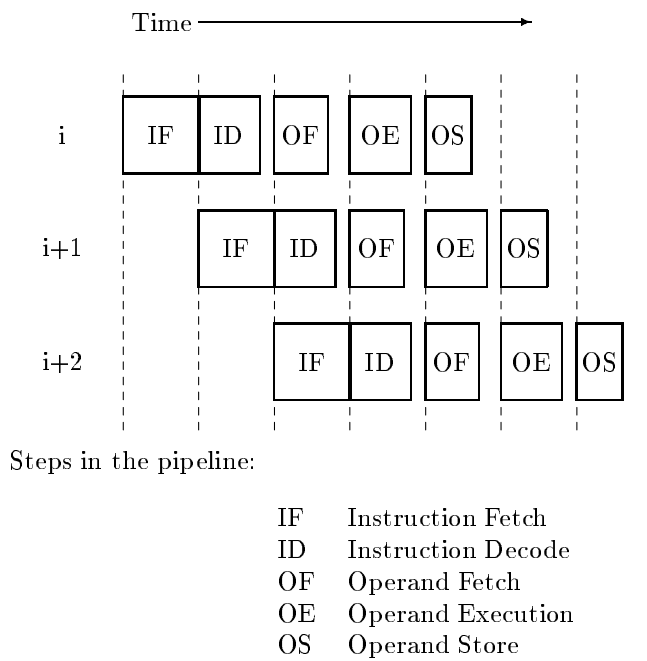 Time
i IF ID OF OE OS
i+1 IF ID OF OE OS
i+2 IF ID OF OE OS
Steps in the pipeline:
IF Instruction Fetch
ID Instruction Decode
OF Operand Fetch
OE Operand Execution
OS Operand Store